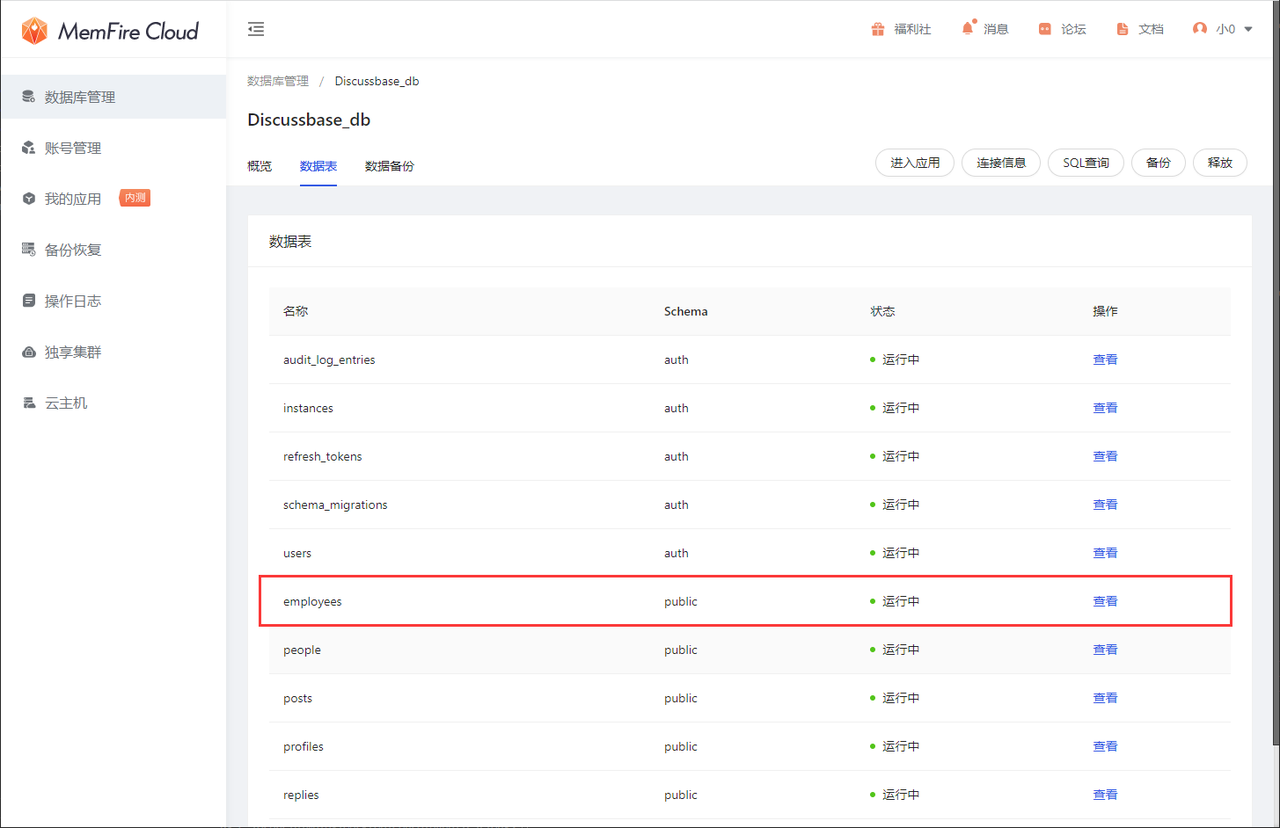 MemFire Cloud
福利社 消息 论坛 文档 小0
数据库管理
账号管理
我的应用 内测
备份恢复
操作日志
独享集群
云主机
数据库管理 / Discussbase_db
Discussbase_db
概览 数据表 数据备份
进入应用 连接信息 SQL查询 备份 释放
数据表
名称 Schema 状态 操作
audit_log_entries auth 运行中 查看
instances auth 运行中 查看
refresh_tokens auth 运行中 查看
schema_migrations auth 运行中 查看
users auth 运行中 查看
employees public 运行中 查看
people public 运行中 查看
posts public 运行中 查看
profiles public 运行中 查看
replies public 运行中 查看